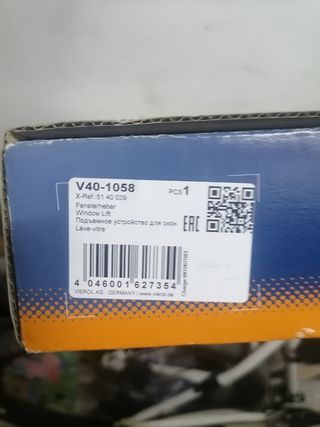 V40-1058
PCS 1
X-Ref.:51 40 039
Fensterheber
Window Lift
Подъемное устройство для окон
Lève-vitre
EAC
4 046001 627354
VIEROL AG | GERMANY | www.vierol.de